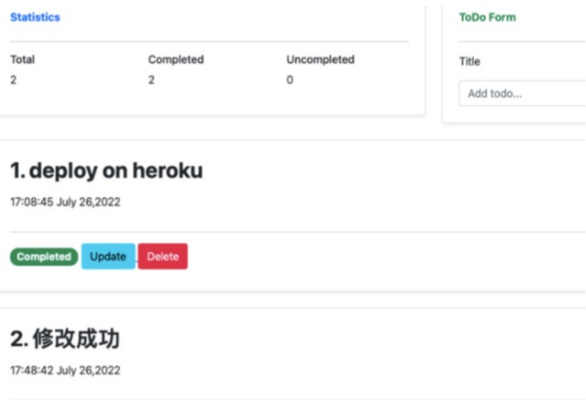 Statistics
Total Completed Uncompleted
2 2 0
ToDo Form
Title
Add todo...
1. deploy on heroku
17:08:45 July 26,2022
Completed Update Delete
2. 修改成功
17:48:42 July 26,2022